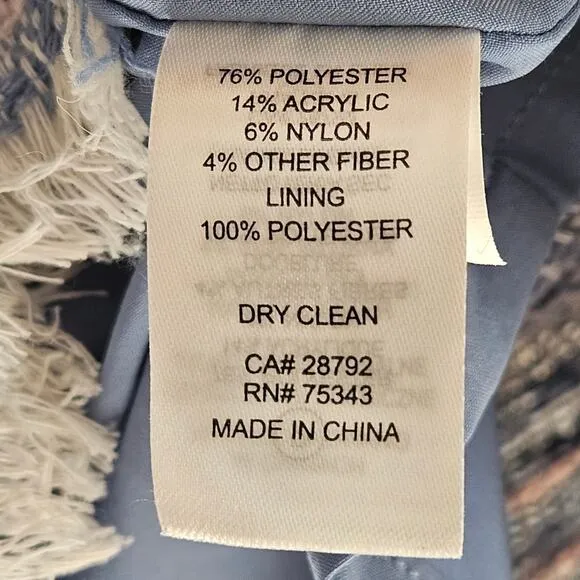 76% POLYESTER
14% ACRYLIC
6% NYLON
4% OTHER FIBER
LINING
100% POLYESTER
DRY CLEAN
CA# 28792
RN# 75343
MADE IN CHINA